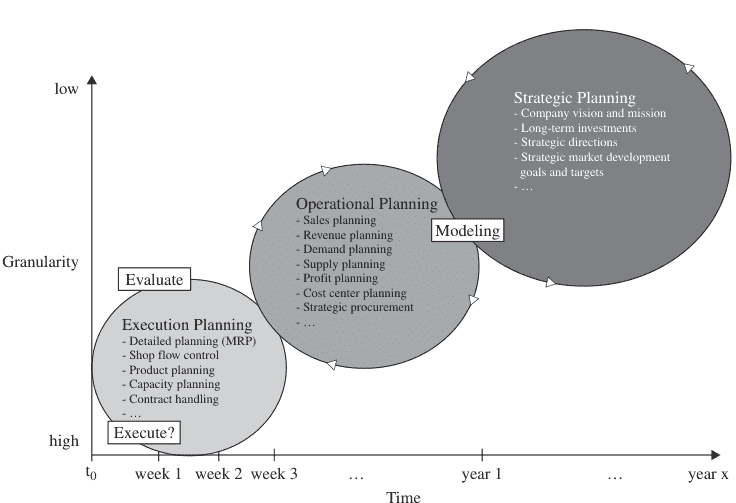 low
Granularity
high
Strategic Planning
- Company vision and mission
- Long-term investments
- Strategic directions
- Strategic market development
goals and targets
- ...
Operational Planning
- Sales planning
- Revenue planning
- Demand planning
- Supply planning
- Profit planning
- Cost center planning
- Strategic procurement
- ...
Modeling
Evaluate
Execution Planning
- Detailed planning (MRP)
- Shop flow control
- Product planning
- Capacity planning
- Contract handling
- ...
Execute?
t0 week 1 week 2 week 3 ... year 1 ... year x
Time